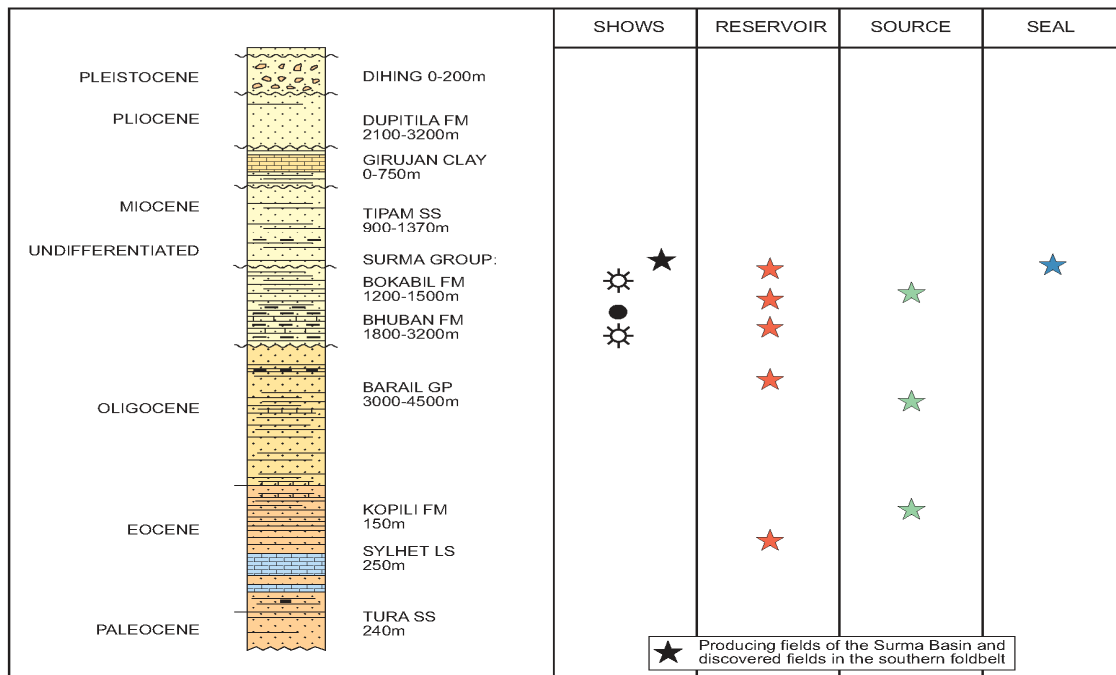 SHOWS
RESERVOIR
SOURCE
SEAL
PLEISTOCENE
DIHING 0-200m
PLIOCENE
DUPITILA FM
2100-3200m
GIRUJAN CLAY
0-750m
MIOCENE
TIPAM SS
900-1370m
UNDIFFERENTIATED
SURMA GROUP:
BOKABIL FM
1200-1500m
BHUBAN FM
1800-3200m
BARAIL GP
3000-4500m
OLIGOCENE
KOPILI FM
150m
EOCENE
SYLHET LS
250m
TURA SS
240m
PALEOCENE
Producing fields of the Surma Basin and
discovered fields in the southern foldbelt